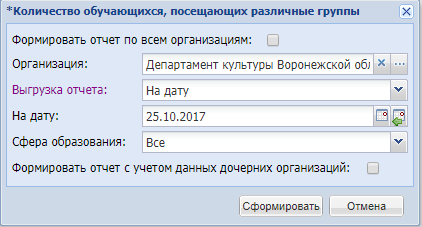 *Количество обучающихся, посещающих различные группы
Формировать отчет по всем организациям:
Организация: Департамент культуры Воронежской обл
Выгрузка отчета: На дату
На дату: 25.10.2017
Сфера образования: Все
Формировать отчет с учетом данных дочерних организаций:
Сформировать Отмена